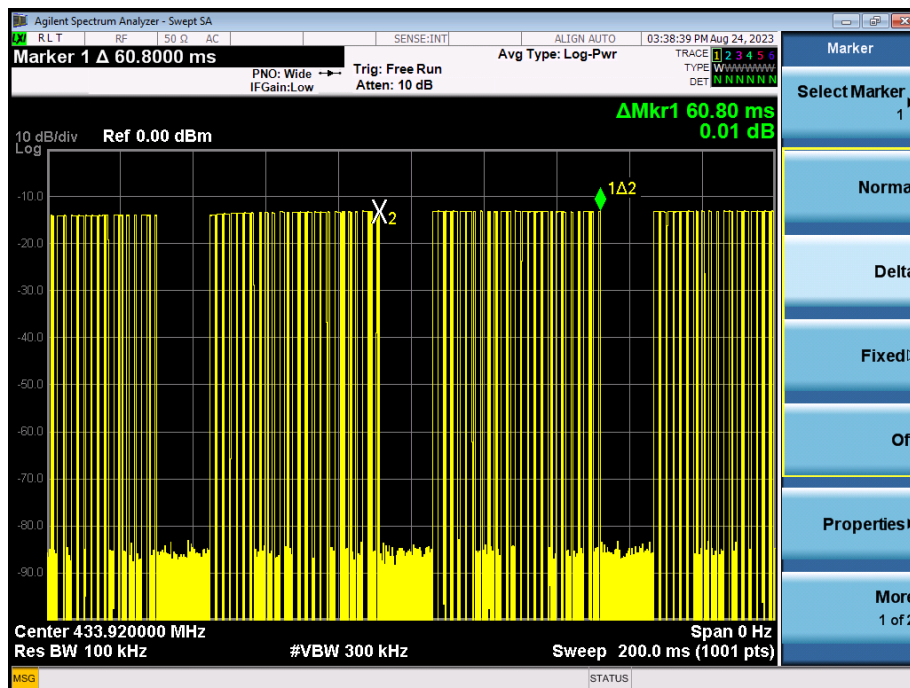 Agilent Spectrum Analyzer - Swept SA
LXI RLT RF 50 Ω AC SENSE:INT ALIGN AUTO 03:38:39 PM Aug 24, 2023
Marker 1 Δ 60.8000 ms
PNO: Wide
IFGain:Low
Trig: Free Run
Atten: 10 dB
Avg Type: Log-Pwr
TRACE 1 2 3 4 5 6
TYPE WWWWWW
DET N N N N N N
ΔMkr1 60.80 ms
0.01 dB
10 dB/div Ref 0.00 dBm
Log
-10.0
-20.0
-30.0
-40.0
-50.0
-60.0
-70.0
-80.0
-90.0
1Δ2
X2
Center 433.920000 MHz Span 0 Hz
Res BW 100 kHz #VBW 300 kHz Sweep 200.0 ms (1001 pts)
MSG STATUS
Marker
Select Marker
1
Norma
Delta
Fixed
Of
Properties
More
1 of 2